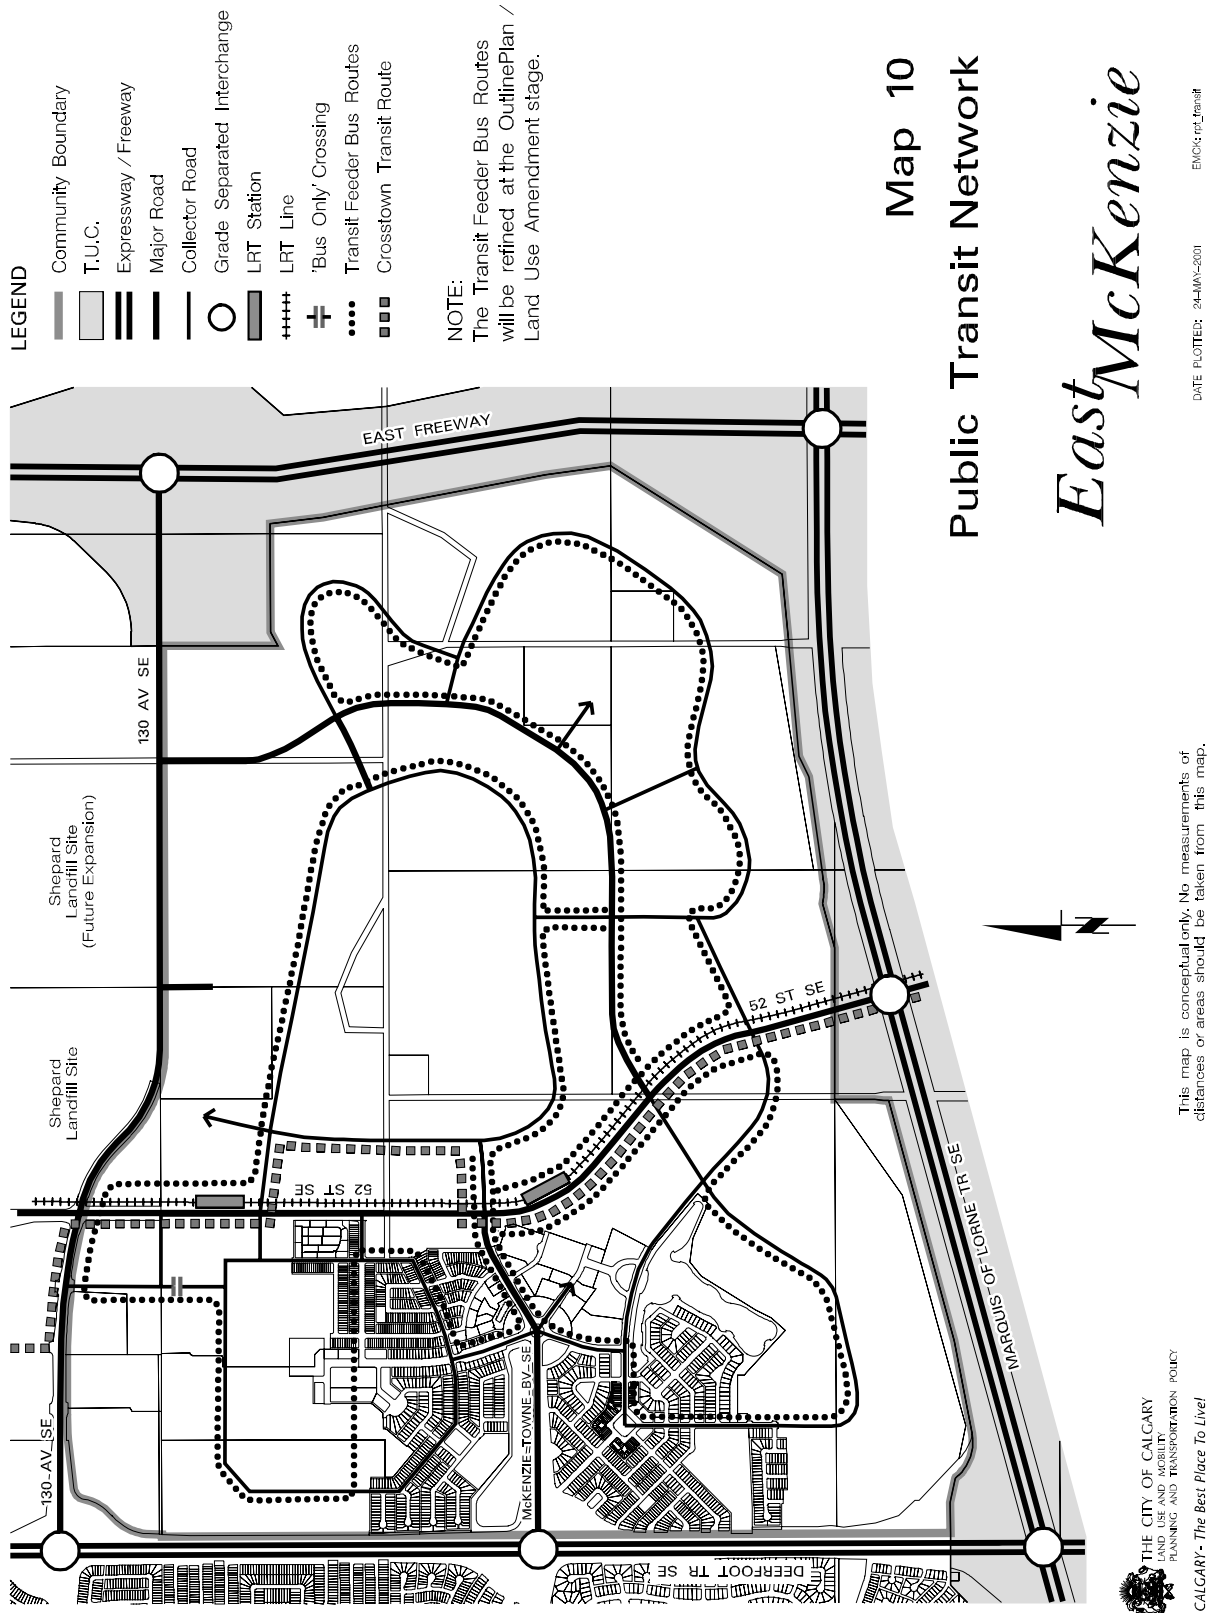 LEGEND
Community Boundary
T.U.C.
Expressway / Freeway
Major Road
Collector Road
Grade Separated Interchange
LRT Station
LRT Line
'Bus Only' Crossing
Transit Feeder Bus Routes
Crosstown Transit Route
NOTE:
The Transit Feeder Bus Routes
will be refined at the OutlinePlan /
Land Use Amendment stage.
Map 10
Public Transit Network
East
McKenzie
DATE PLOTTED: 24-MAY-2001
EMCK: rpt_transit
EAST FREEWAY
130 AV SE
Shepard
Landfill Site
(Future Expansion)
Shepard
Landfill Site
52 ST SE
52 ST SE
130 AV SE
McKENZIE TOWNE BV SE
MARQUIS OF LORNE TR SE
DEERFOOT TR SE
This map is conceptual only. No measurements of
distances or areas should be taken from this map.
THE CITY OF CALGARY
LAND USE AND MOBILITY
PLANNING AND TRANSPORTATION POLICY
CALGARY - The Best Place To Live!